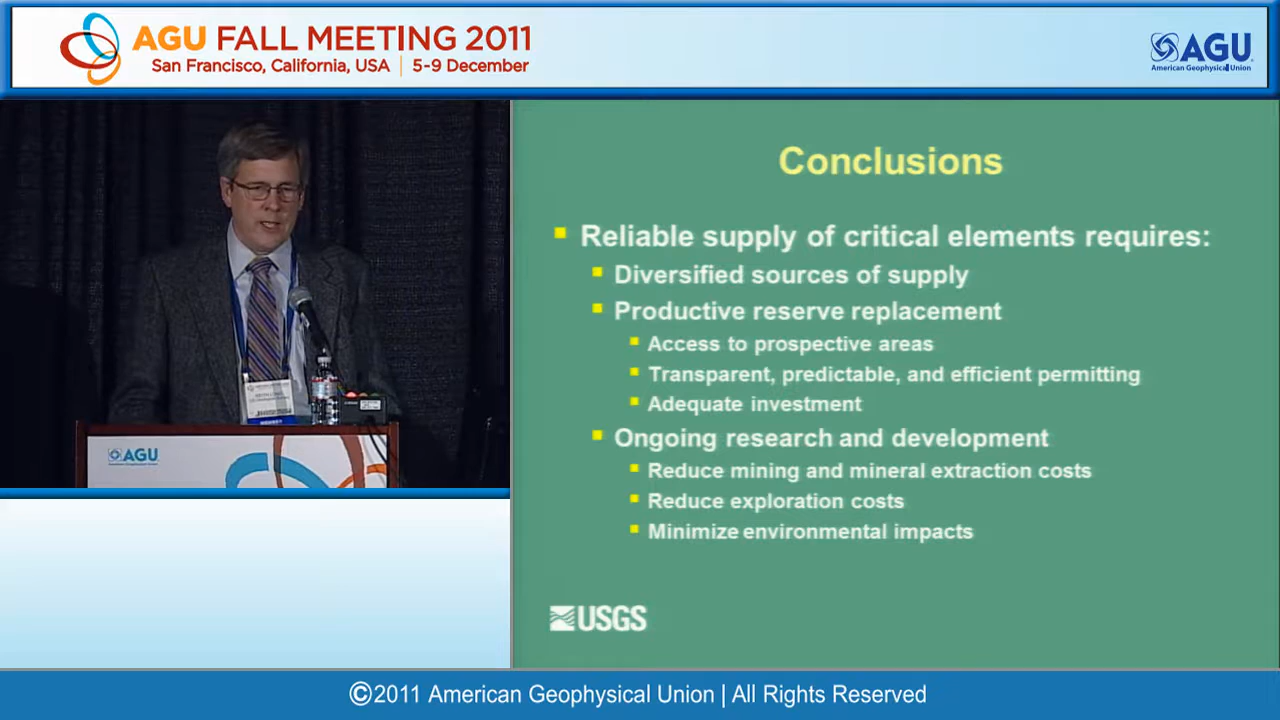 AGU FALL MEETING 2011
San Francisco, California, USA | 5-9 December
AGU
American Geophysical Union
Conclusions
Reliable supply of critical elements requires:
Diversified sources of supply
Productive reserve replacement
Access to prospective areas
Transparent, predictable, and efficient permitting
Adequate investment
Ongoing research and development
Reduce mining and mineral extraction costs
Reduce exploration costs
Minimize environmental impacts
USGS
AGU
American Geophysical Union
©2011 American Geophysical Union | All Rights Reserved